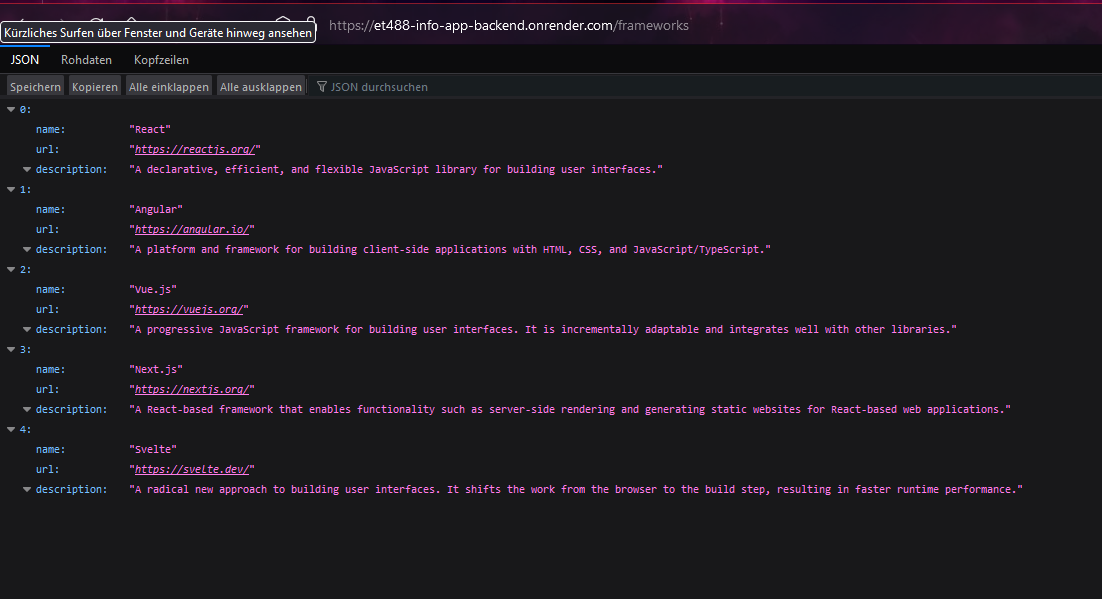 https://et488-info-app-backend.onrender.com/frameworks
Kürzliches Surfen über Fenster und Geräte hinweg ansehen
JSON Rohdaten Kopfzeilen
Speichern Kopieren Alle einklappen Alle ausklappen JSON durchsuchen
0:
name: "React"
url: "https://reactjs.org/"
description: "A declarative, efficient, and flexible JavaScript library for building user interfaces."
1:
name: "Angular"
url: "https://angular.io/"
description: "A platform and framework for building client-side applications with HTML, CSS, and JavaScript/TypeScript."
2:
name: "Vue.js"
url: "https://vuejs.org/"
description: "A progressive JavaScript framework for building user interfaces. It is incrementally adaptable and integrates well with other libraries."
3:
name: "Next.js"
url: "https://nextjs.org/"
description: "A React-based framework that enables functionality such as server-side rendering and generating static websites for React-based web applications."
4:
name: "Svelte"
url: "https://svelte.dev/"
description: "A radical new approach to building user interfaces. It shifts the work from the browser to the build step, resulting in faster runtime performance."